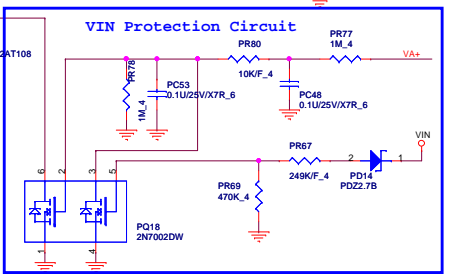 VIN Protection Circuit
2AT108
PR80
10K/F_4
PR77
1M_4
VA+
PR78
1M_4
PC53
0.1U/25V/X7R_6
PC48
0.1U/25V/X7R_6
PR67
249K/F_4
VIN
2
1
PD14
PDZ2.7B
PR69
470K_4
6
2
3
5
1
4
PQ18
2N7002DW